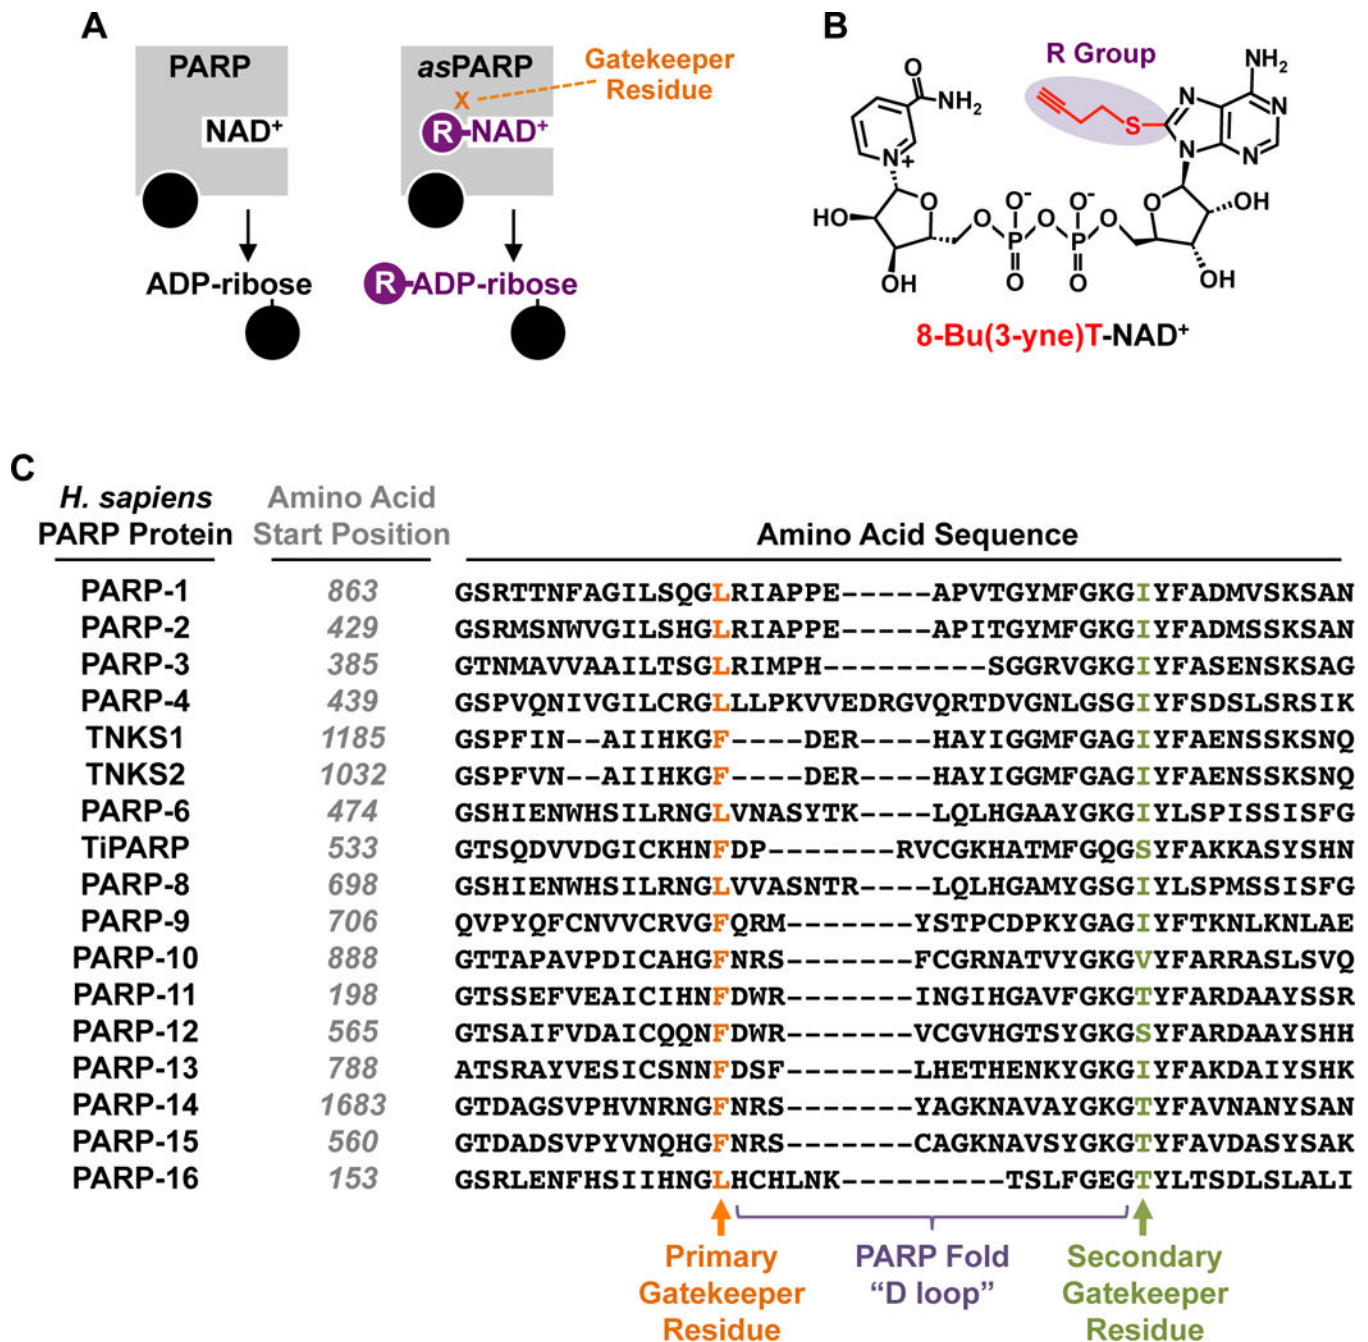 A
PARP
NAD+
ADP-ribose
asPARP
X
Gatekeeper
Residue
R-NAD+
R-ADP-ribose
B
R Group
NH2
O
NH2
N
N
N
N
N+
S
HO
O
OH
O
O-
P
O
O
O-
P
O
O
O
OH
OH
8-Bu(3-yne)T-NAD+
C
H. sapiens
PARP Protein
Amino Acid
Start Position
Amino Acid Sequence
PARP-1 863 GSRTTNFAGILSQGLRIAPPE-----APVTGYMFGKGIYFADMVSKSAN
PARP-2 429 GSRMSNWVGILSHGLRIAPPE-----APITGYMFGKGIYFADMSSKSAN
PARP-3 385 GTNMAVVAAILTSGLRIMPH---------SGGRVGKGIYFASENSKSAG
PARP-4 439 GSPVQNIVGILCRGLLLPKVVEDRGVQRTDVGNLGSGIYFSDSLSRSIK
TNKS1 1185 GSPFIN--AIIHKGF----DER----HAYIGGMFGAGIYFAENSSKSNQ
TNKS2 1032 GSPFVN--AIIHKGF----DER----HAYIGGMFGAGIYFAENSSKSNQ
PARP-6 474 GSHIENWHSILRNGLVNASYTK----LQLHGAAYGKGIYLSPISSISFG
TiPARP 533 GTSQDVVDGICKHNFDP-------RVCGKHATMFGQGSYFAKKASYSHN
PARP-8 698 GSHIENWHSILRNGLVVASNTR----LQLHGAMYGSGIYLSPMSSISFG
PARP-9 706 QVPYQFCNVVCRVGFQRM-------YSTPCDPKYGAGIYFTKNLKNLAE
PARP-10 888 GTTAPAVPDICAHGFNRS-------FCGRNATVYGKGVYFARRASLSVQ
PARP-11 198 GTSSEFVEAICIHNFDWR-------INGIHGAVFGKGTYFARDAAYSSR
PARP-12 565 GTSAIFVDAICQQNFDWR-------VCGVHGTSYGKGSYFARDAAYSHH
PARP-13 788 ATSRAYVESICSNNFDSF-------LHETHENKYGKGIYFAKDAIYSHK
PARP-14 1683 GTDAGSVPHVNRNGFNRS-------YAGKNAVAYGKGTYFAVNANYSAN
PARP-15 560 GTDADSVPYVNQHGFNRS-------CAGKNAVSYGKGTYFAVDASYSAK
PARP-16 153 GSRLENFHSIIHNGLHCHLNK---------TSLFGEGTYLTSDLSLALI
Primary
Gatekeeper
Residue
PARP Fold
“D loop”
Secondary
Gatekeeper
Residue